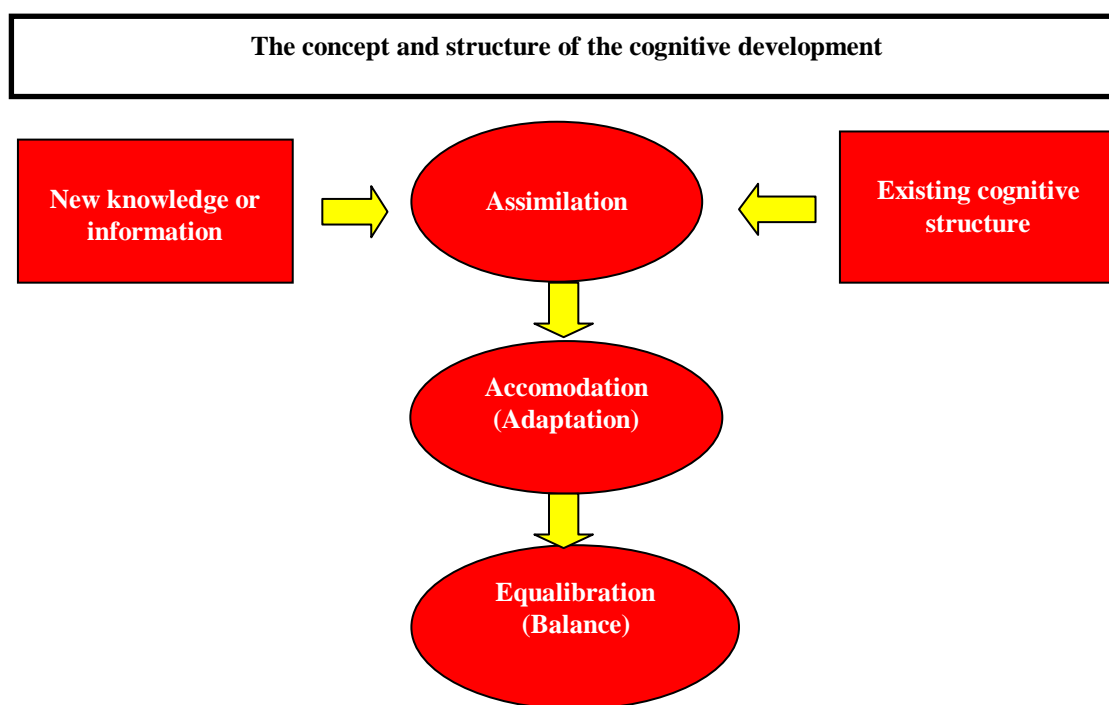 The concept and structure of the cognitive development
New knowledge or
information
Assimilation
Existing cognitive
structure
Accomodation
(Adaptation)
Equalibration
(Balance)